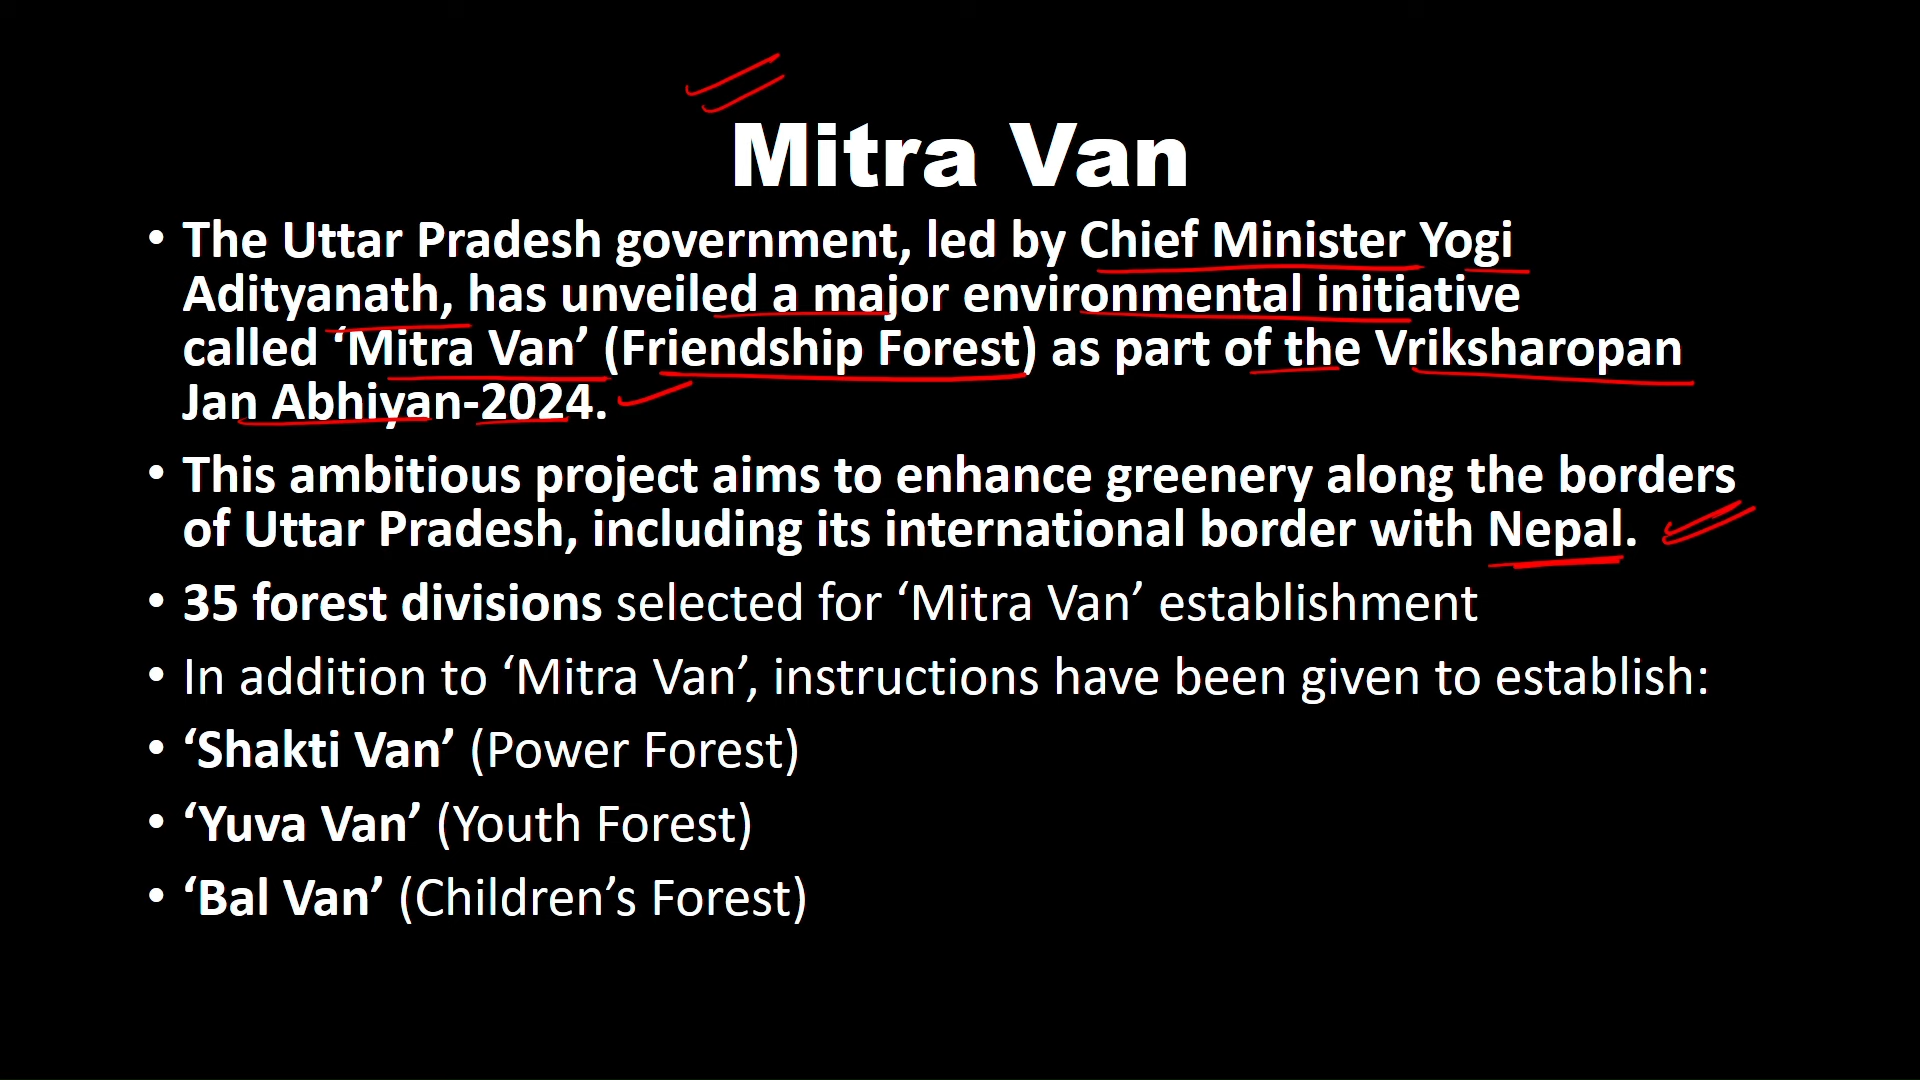 Mitra Van
• The Uttar Pradesh government, led by Chief Minister Yogi
Adityanath, has unveiled a major environmental initiative
called ‘Mitra Van’ (Friendship Forest) as part of the Vriksharopan
Jan Abhiyan-2024.
• This ambitious project aims to enhance greenery along the borders
of Uttar Pradesh, including its international border with Nepal.
• 35 forest divisions selected for ‘Mitra Van’ establishment
• In addition to ‘Mitra Van’, instructions have been given to establish:
• ‘Shakti Van’ (Power Forest)
• ‘Yuva Van’ (Youth Forest)
• ‘Bal Van’ (Children’s Forest)